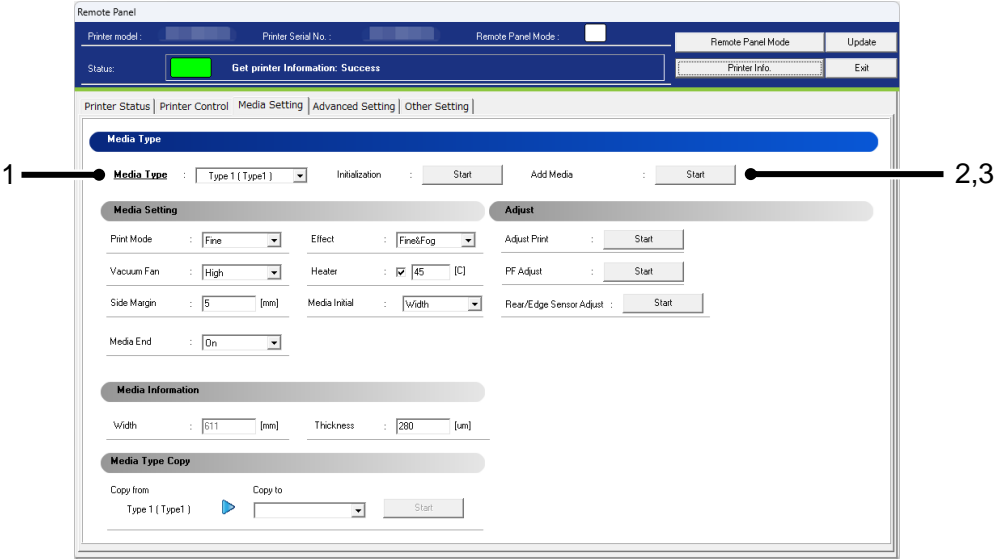 Remote Panel
Printer model : Printer Serial No. : Remote Panel Mode :
Remote Panel Mode Update
Status: Get printer Information: Success
Printer Info. Exit
Printer Status Printer Control Media Setting Advanced Setting Other Setting
Media Type
1 Media Type : Type 1 ( Type1 ) Initialization : Start Add Media : Start 2,3
Media Setting Adjust
Print Mode : Fine Effect : Fine&Fog Adjust Print : Start
Vacuum Fan : High Heater : 45 [C] PF Adjust : Start
Side Margin : 5 [mm] Media Initial : Width Rear/Edge Sensor Adjust : Start
Media End : On
Media Information
Width : 611 [mm] Thickness : 280 [um]
Media Type Copy
Copy from Copy to
Type 1 ( Type1 ) Start